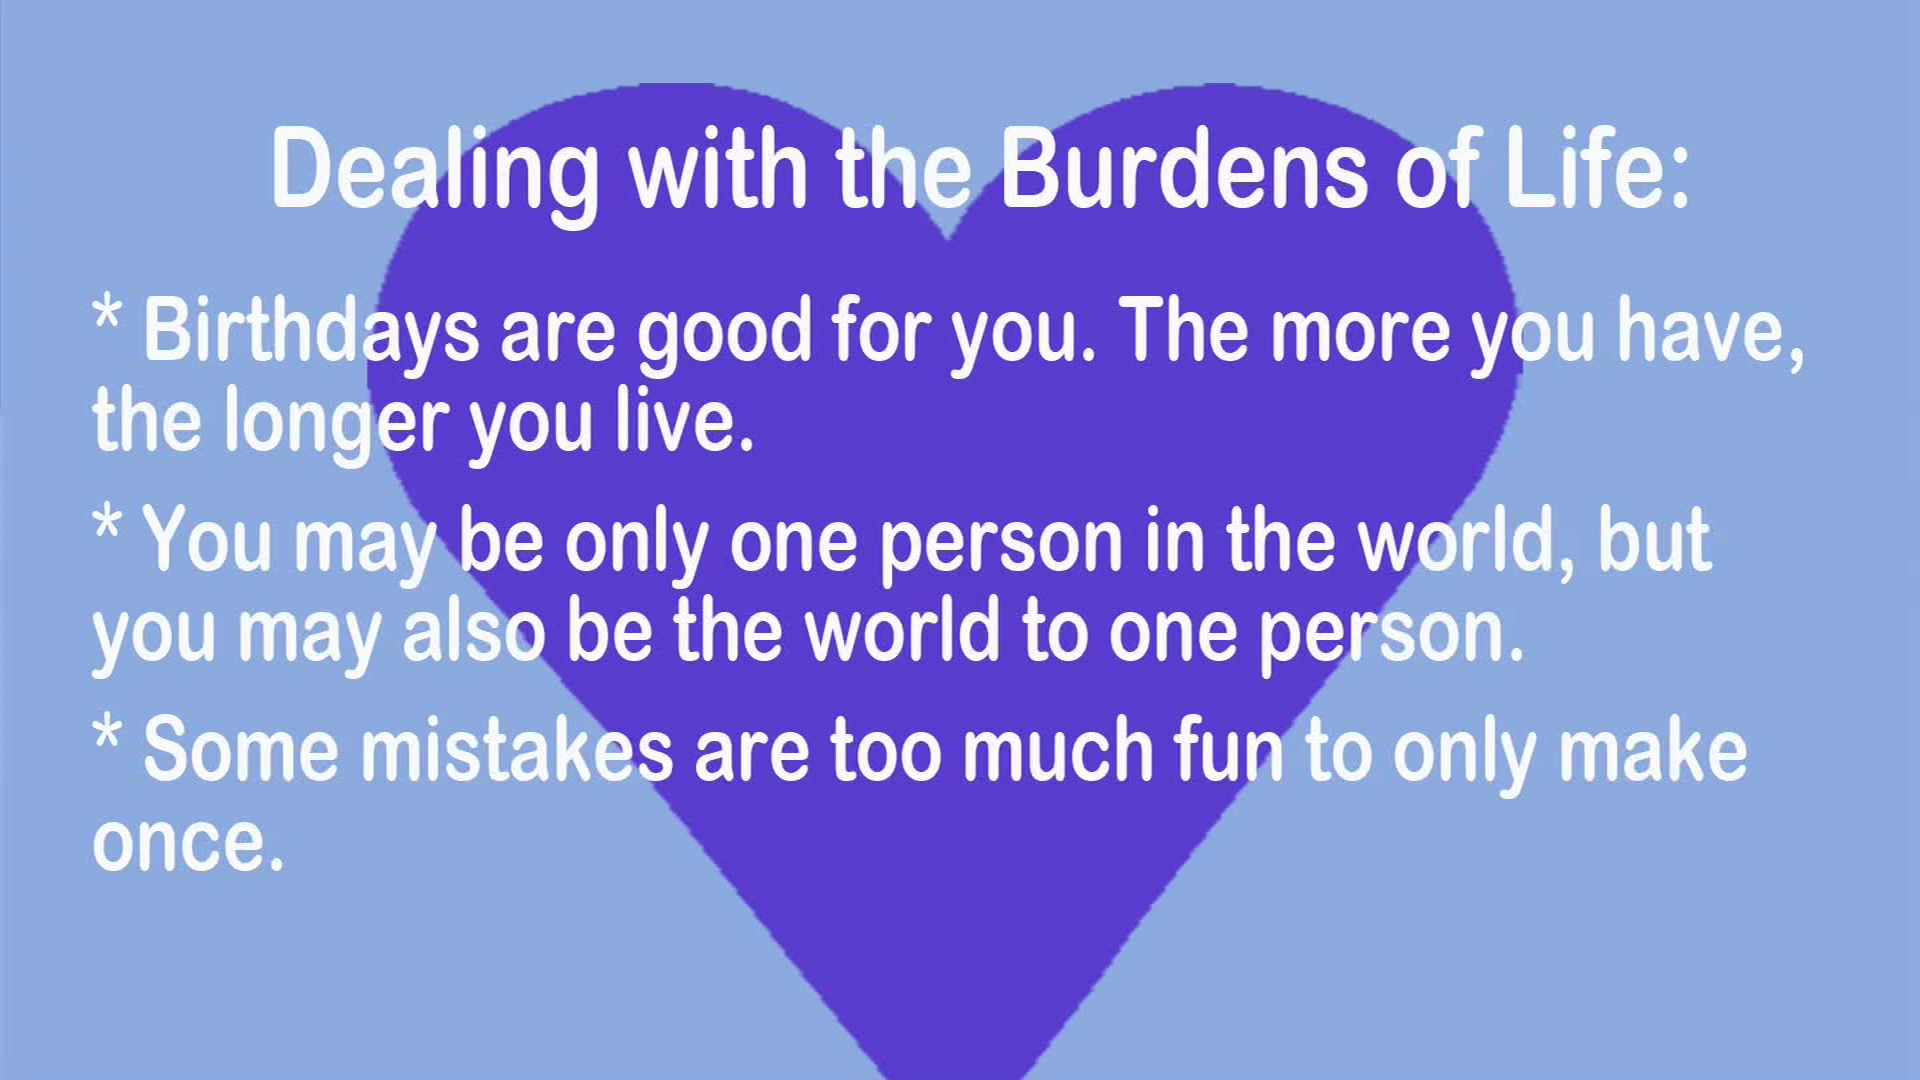 Dealing with the Burdens of Life:
* Birthdays are good for you. The more you have,
the longer you live.
* You may be only one person in the world, but
you may also be the world to one person.
* Some mistakes are too much fun to only make
once.